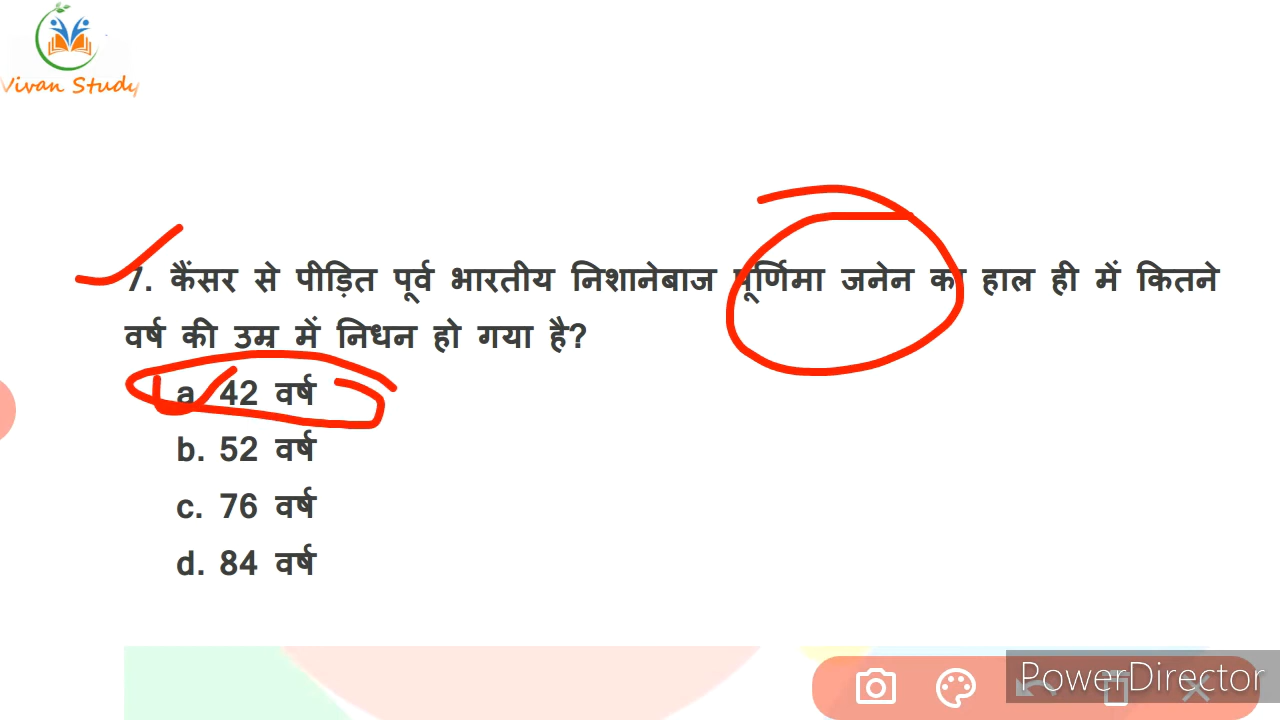 Vivan Study
7. कैंसर से पीड़ित पूर्व भारतीय निशानेबाज पूर्णिमा जनेन का हाल ही में कितने
वर्ष की उम्र में निधन हो गया है?
a. 42 वर्ष
b. 52 वर्ष
c. 76 वर्ष
d. 84 वर्ष
PowerDirector